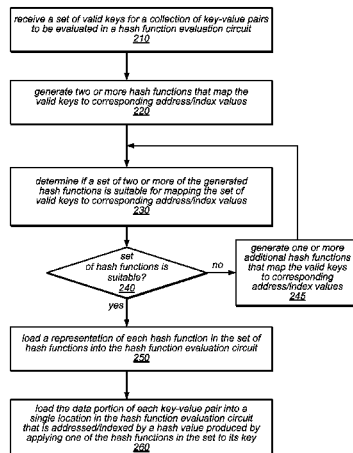 receive a set of valid keys for a collection of key-value pairs
to be evaluated in a hash function evaluation circuit
210
generate two or more hash functions that map the
valid keys to corresponding address/index values
220
determine if a set of two or more of the generated
hash functions is suitable for mapping the set of
valid keys to corresponding address/index values
230
set
of hash functions is
suitable?
240
no
generate one or more
additional hash functions
that map the valid keys
to corresponding
address/index values
245
yes
load a representation of each hash function in the set of
hash functions into the hash function evaluation circuit
250
load the data portion of each key-value pair into a
single location in the hash function evaluation circuit
that is addressed/indexed by a hash value produced by
applying one of the hash functions in the set to its key
260